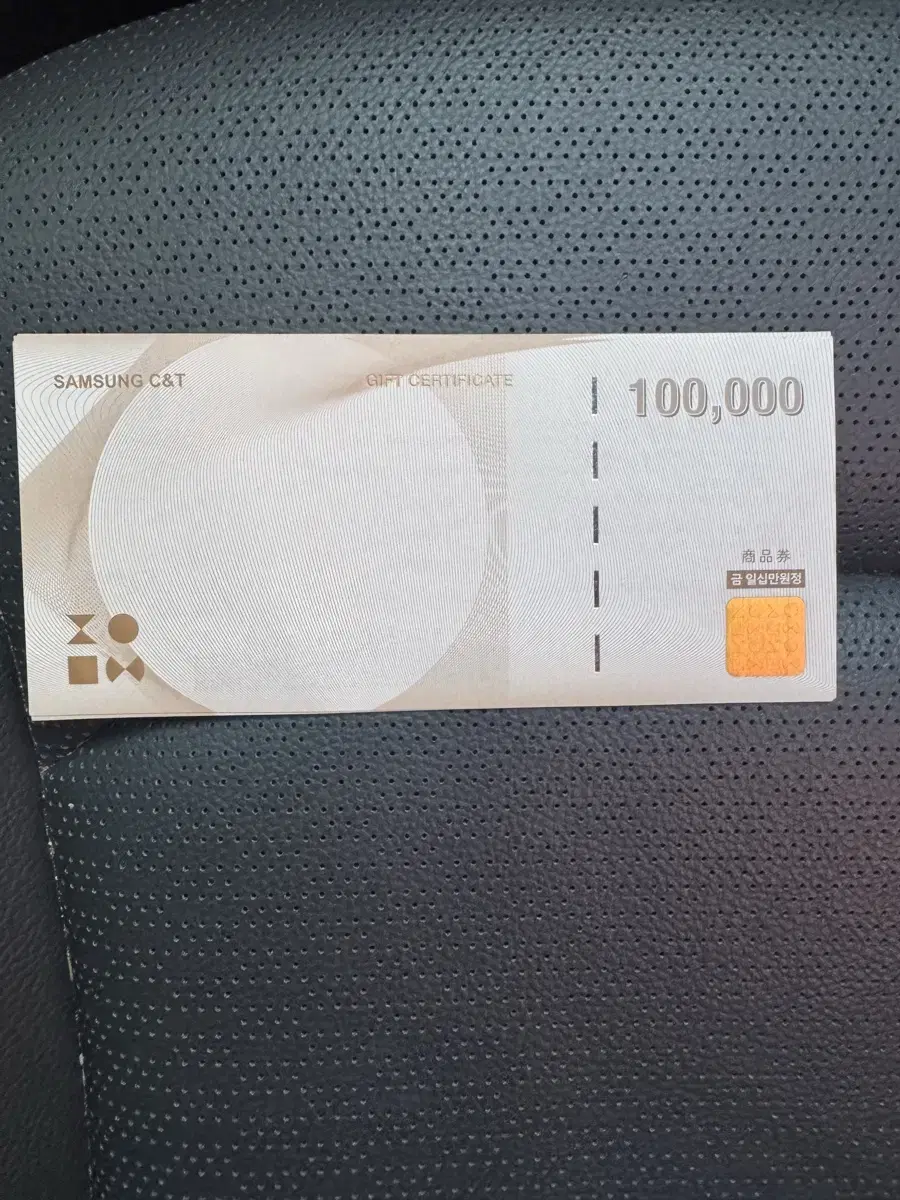 SAMSUNG C&T
GIFT CERTIFICATE
100,000
商品券
금 일십만원정